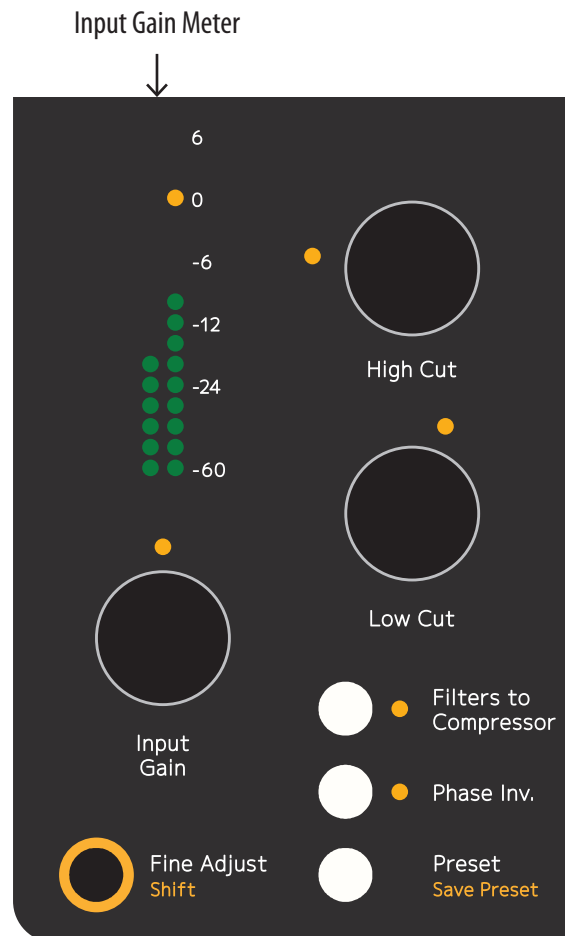 Input Gain Meter
6
0
-6
-12
-24
-60
High Cut
Low Cut
Input
Gain
Filters to
Compressor
Phase Inv.
Fine Adjust
Shift
Preset
Save Preset